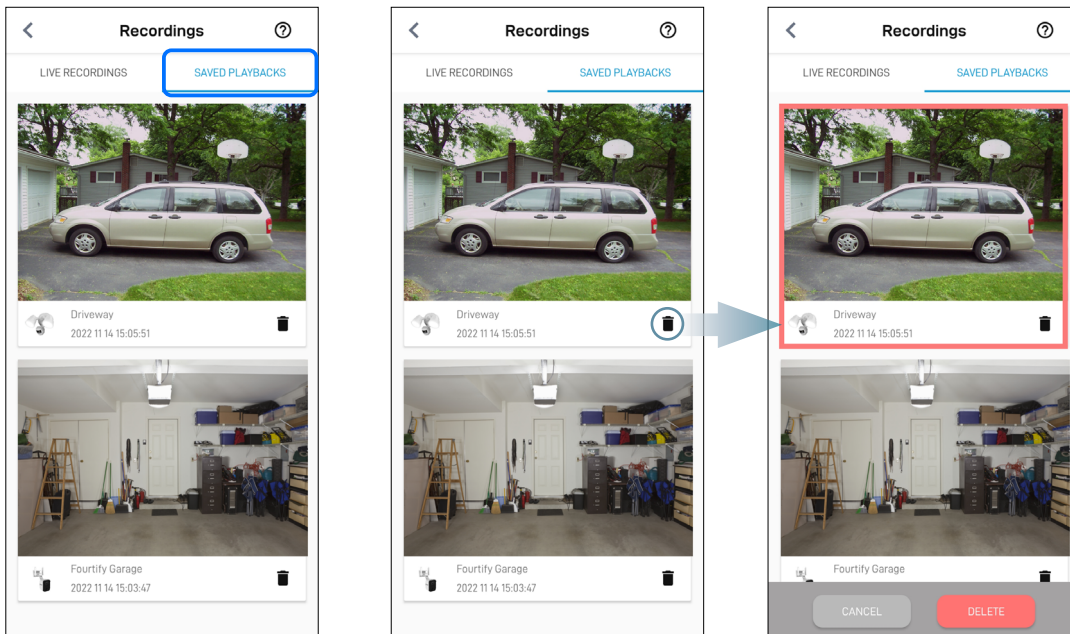 Recordings
LIVE RECORDINGS SAVED PLAYBACKS
Driveway
2022 11 14 15:05:51
Fourtify Garage
2022 11 14 15:03:47
Recordings
LIVE RECORDINGS SAVED PLAYBACKS
Driveway
2022 11 14 15:05:51
Fourtify Garage
2022 11 14 15:03:47
Recordings
LIVE RECORDINGS SAVED PLAYBACKS
Driveway
2022 11 14 15:05:51
Fourtify Garage
CANCEL DELETE